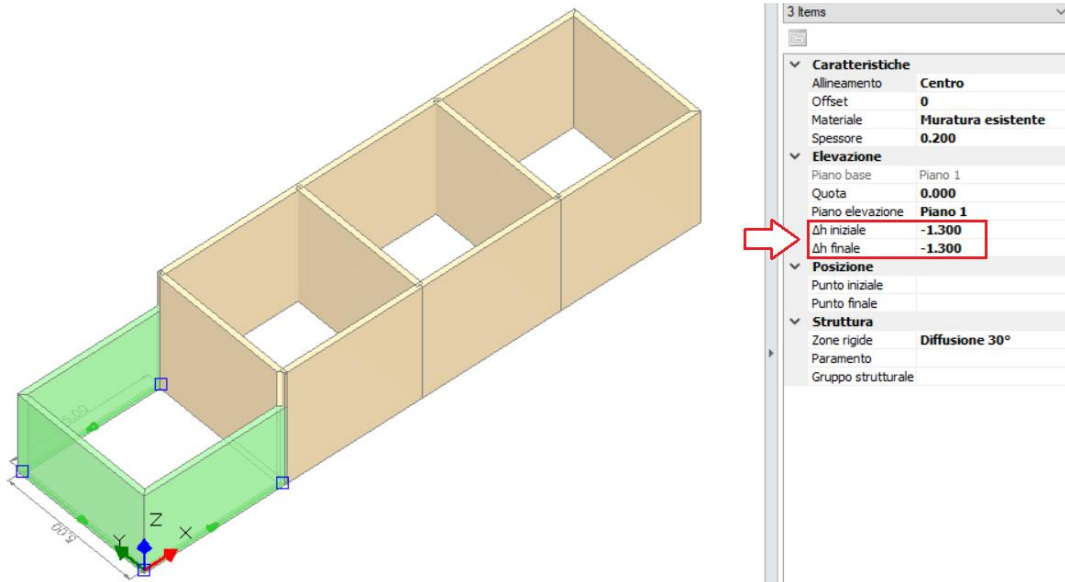 3 Items
Caratteristiche
Allineamento Centro
Offset 0
Materiale Muratura esistente
Spessore 0.200
Elevazione
Piano base Piano 1
Quota 0.000
Piano elevazione Piano 1
Δh iniziale -1.300
Δh finale -1.300
Posizione
Punto iniziale
Punto finale
Struttura
Zone rigide Diffusione 30°
Paramento
Gruppo strutturale
5.00
Z
Y
X
5.00